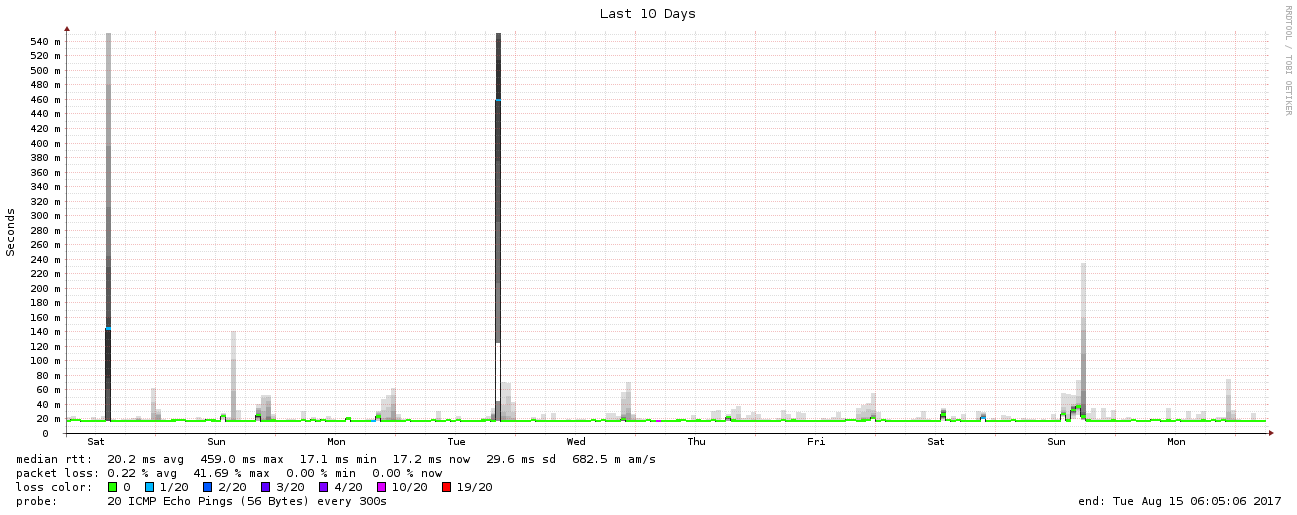 Last 10 Days
RRDTOOL / TOBI OETIKER
Seconds
540 m
520 m
500 m
480 m
460 m
440 m
420 m
400 m
380 m
360 m
340 m
320 m
300 m
280 m
260 m
240 m
220 m
200 m
180 m
160 m
140 m
120 m
100 m
80 m
60 m
40 m
20 m
0
Sat Sun Mon Tue Wed Thu Fri Sat Sun Mon
median rtt: 20.2 ms avg 459.0 ms max 17.1 ms min 17.2 ms now 29.6 ms sd 682.5 m am/s
packet loss: 0.22 % avg 41.69 % max 0.00 % min 0.00 % now
loss color: 0 1/20 2/20 3/20 4/20 10/20 19/20
probe: 20 ICMP Echo Pings (56 Bytes) every 300s end: Tue Aug 15 06:05:06 2017